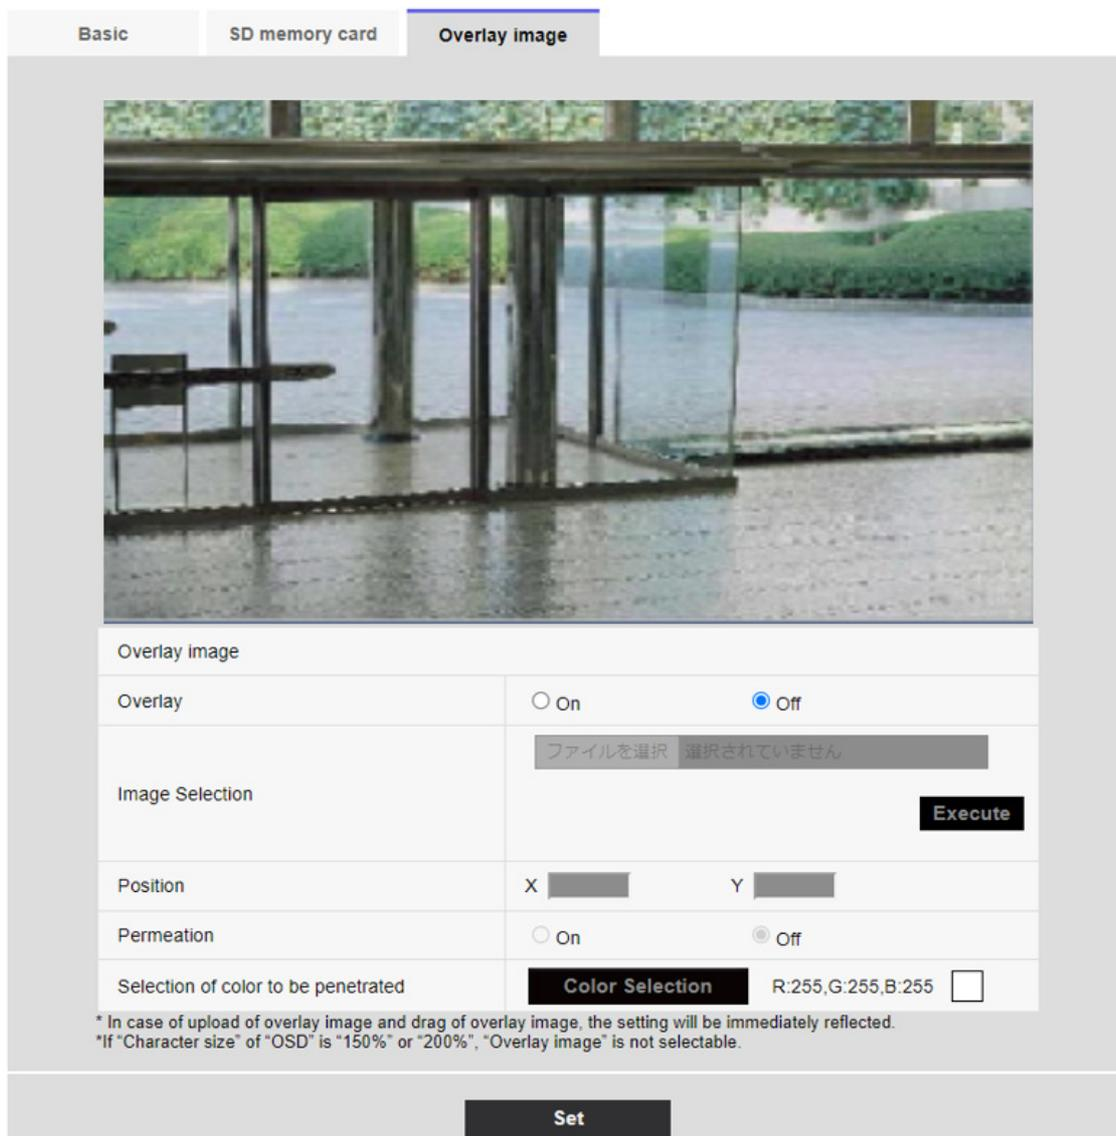 Basic SD memory card Overlay image
Overlay image
Overlay On Off
ファイルを選択 選択されていません
Image Selection
Execute
Position X Y
Permeation On Off
Selection of color to be penetrated Color Selection R:255,G:255,B:255
* In case of upload of overlay image and drag of overlay image, the setting will be immediately reflected.
*If “Character size” of “OSD” is “150%” or “200%”, “Overlay image” is not selectable.
Set